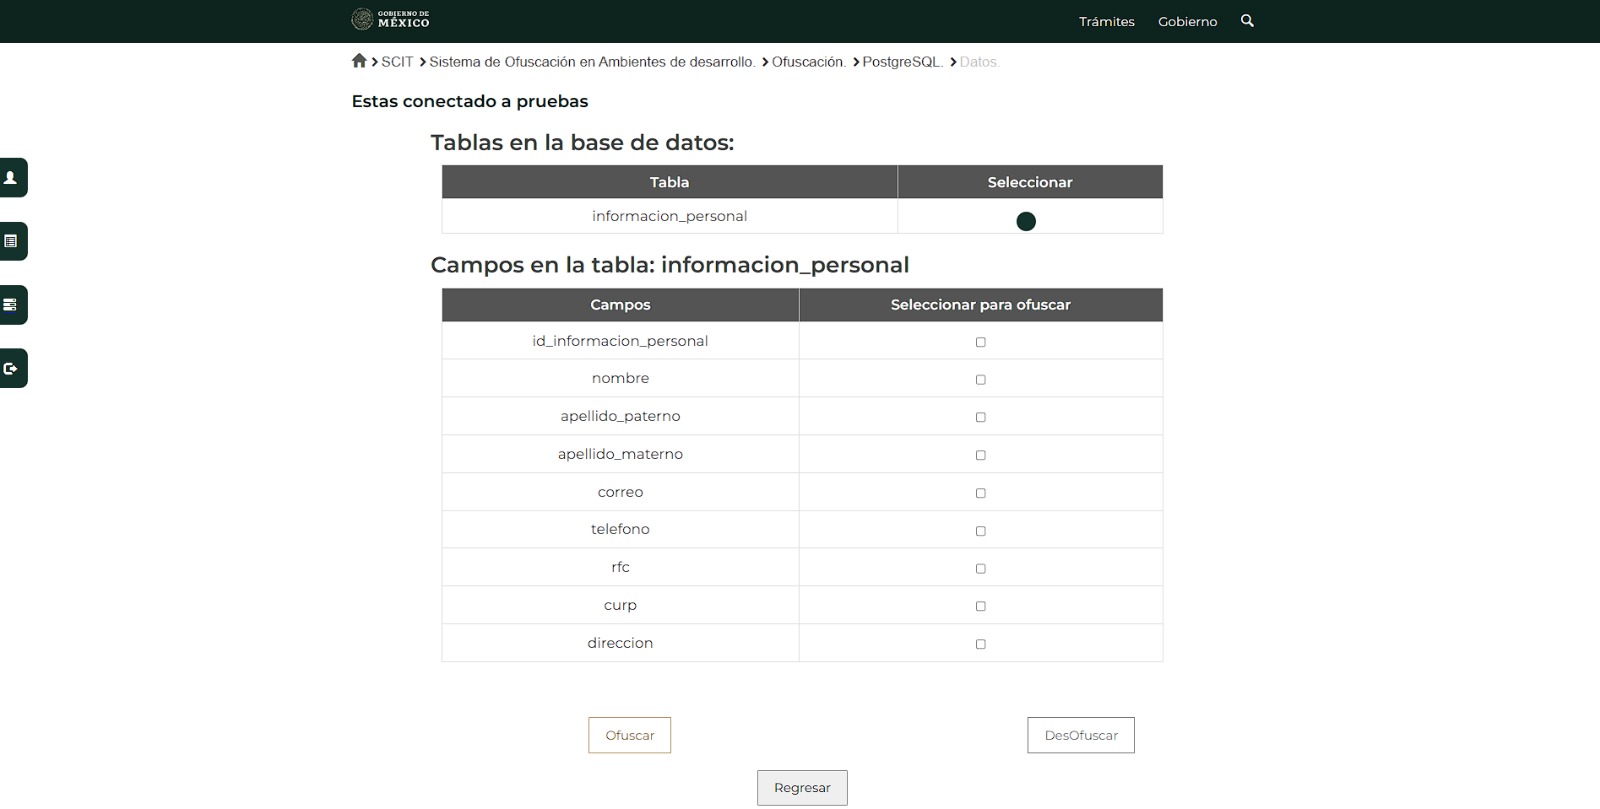 GOBIERNO DE
MÉXICO
Trámites Gobierno
SCIT Sistema de Ofuscación en Ambientes de desarrollo. Ofuscación. PostgreSQL. Datos.
Estas conectado a pruebas
Tablas en la base de datos:
Tabla Seleccionar
informacion_personal
Campos en la tabla: informacion_personal
Campos Seleccionar para ofuscar
id_informacion_personal
nombre
apellido_paterno
apellido_materno
correo
telefono
rfc
curp
direccion
Ofuscar DesOfuscar
Regresar